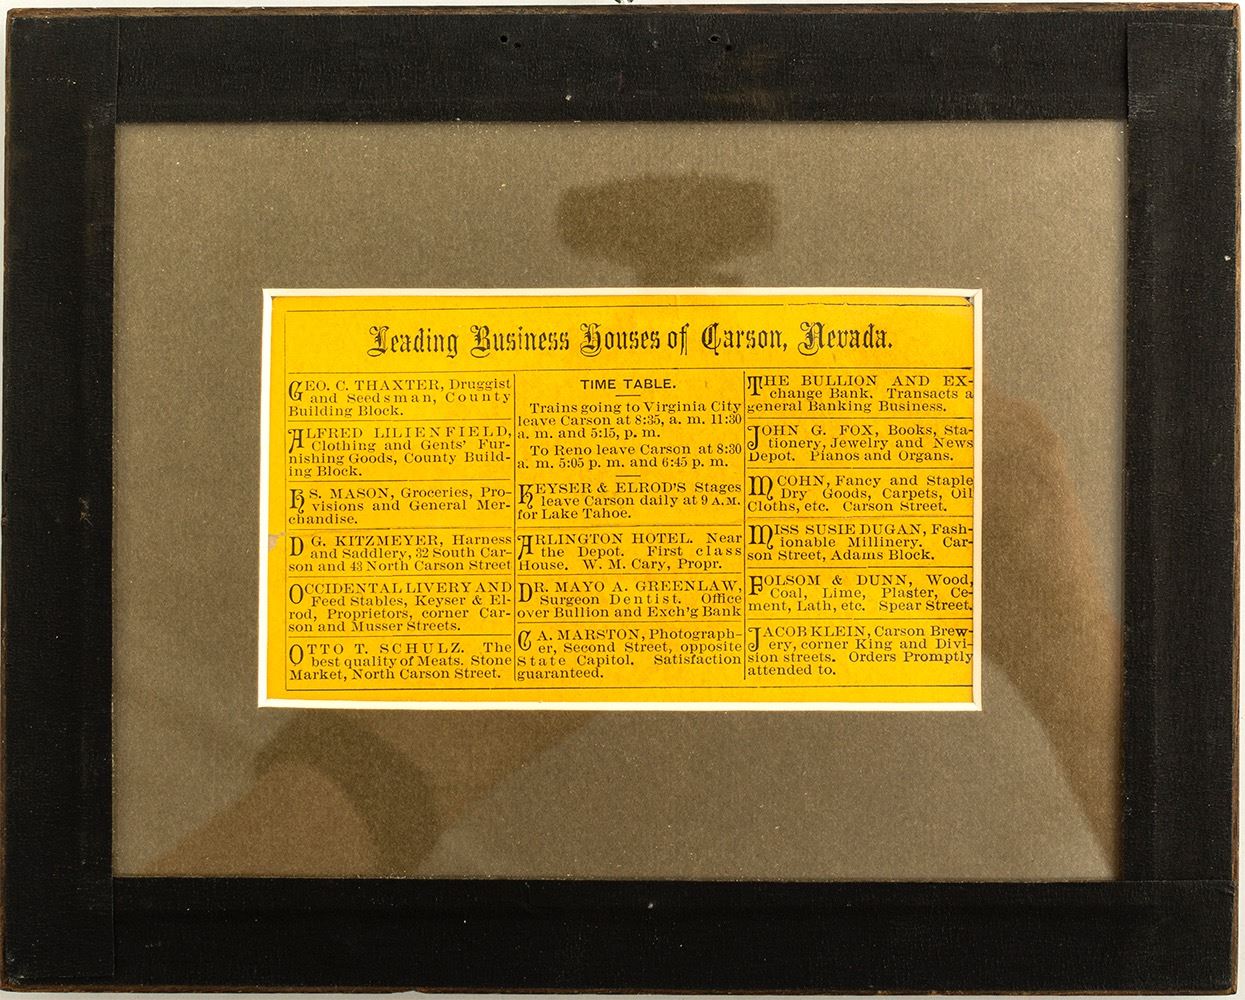 Leading Business Houses of Carson, Nevada.
GEO. C. THAXTER, Druggist
and Seedsman, County
Building Block.
ALFRED LILIENFIELD,
Clothing and Gents' Fur-
nishing Goods, County Build-
ing Block.
H S. MASON, Groceries, Pro-
visions and General Mer-
chandise.
D G. KITZMEYER, Harness
and Saddlery, 32 South Car-
son and 43 North Carson Street
OCCIDENTAL LIVERY AND
Feed Stables, Keyser & El-
rod, Proprietors, corner Car-
son and Musser Streets.
OTTO T. SCHULZ. The
best quality of Meats. Stone
Market, North Carson Street.
TIME TABLE.
Trains going to Virginia City
leave Carson at 8:35, a. m. 11:30
a. m. and 5:15, p. m.
To Reno leave Carson at 8:30
a. m. 5:05 p. m. and 6:45 p. m.
KEYSER & ELROD'S Stages
leave Carson daily at 9 A.M.
for Lake Tahoe.
ARLINGTON HOTEL. Near
the Depot. First class
House. W. M. Cary, Propr.
DR. MAYO A. GREENLAW,
Surgeon Dentist. Office
over Bullion and Exch'g Bank
C A. MARSTON, Photograph-
er, Second Street, opposite
State Capitol. Satisfaction
guaranteed.
THE BULLION AND EX-
change Bank. Transacts a
general Banking Business.
JOHN G. FOX, Books, Sta-
tionery, Jewelry and News
Depot. Pianos and Organs.
M COHN, Fancy and Staple
Dry Goods, Carpets, Oil
Cloths, etc. Carson Street.
MISS SUSIE DUGAN, Fash-
ionable Millinery. Car-
son Street, Adams Block.
FOLSOM & DUNN, Wood,
Coal, Lime, Plaster, Ce-
ment, Lath, etc. Spear Street.
JACOB KLEIN, Carson Brew-
ery, corner King and Divi-
sion streets. Orders Promptly
attended to.